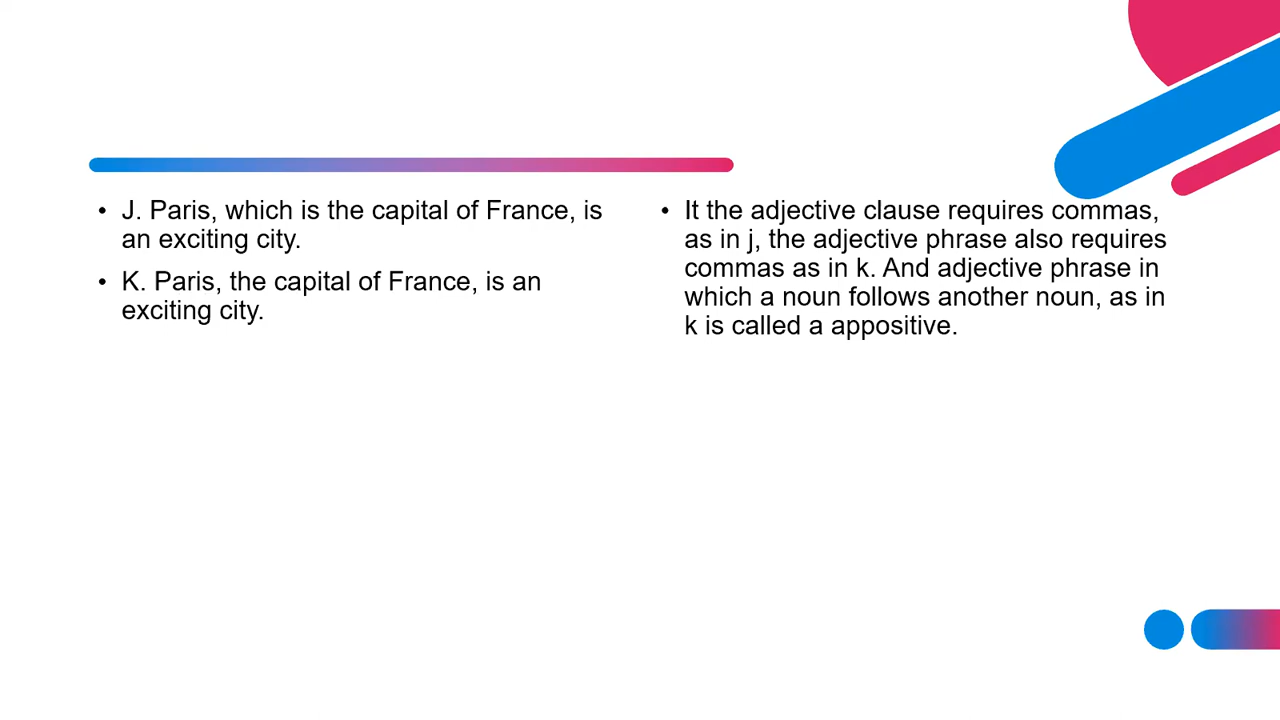 • J. Paris, which is the capital of France, is
an exciting city.
• K. Paris, the capital of France, is an
exciting city.
• It the adjective clause requires commas,
as in j, the adjective phrase also requires
commas as in k. And adjective phrase in
which a noun follows another noun, as in
k is called a appositive.